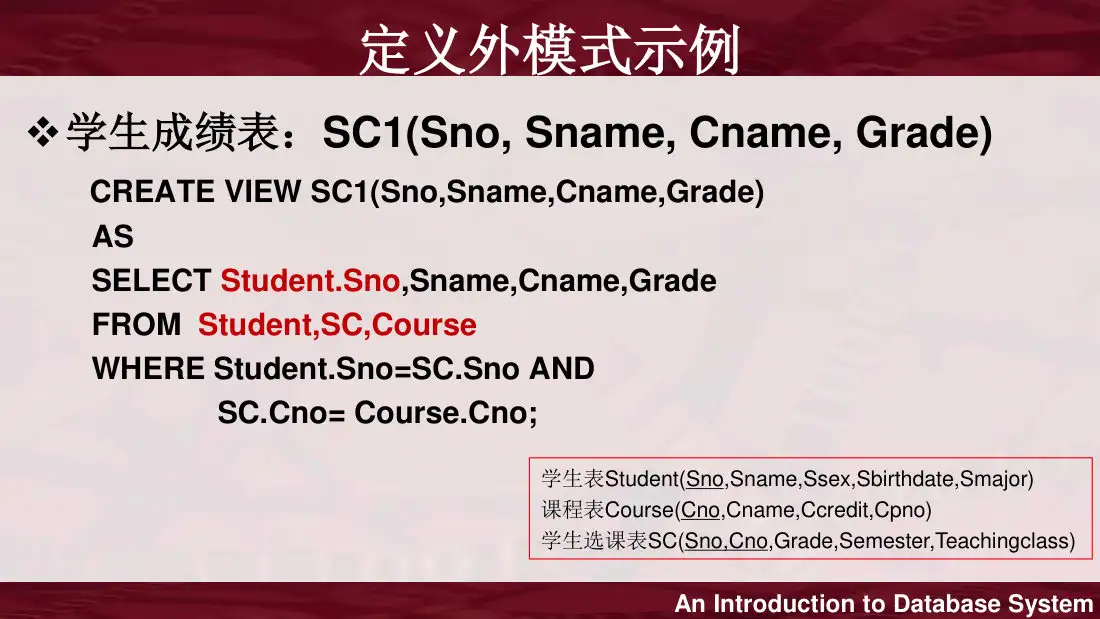 定义外模式示例
❖学生成绩表：SC1(Sno, Sname, Cname, Grade)
CREATE VIEW SC1(Sno,Sname,Cname,Grade)
AS
SELECT Student.Sno,Sname,Cname,Grade
FROM  Student,SC,Course
WHERE Student.Sno=SC.Sno AND
SC.Cno= Course.Cno;
学生表Student(Sno,Sname,Ssex,Sbirthdate,Smajor)
课程表Course(Cno,Cname,Ccredit,Cpno)
学生选课表SC(Sno,Cno,Grade,Semester,Teachingclass)
An Introduction to Database System